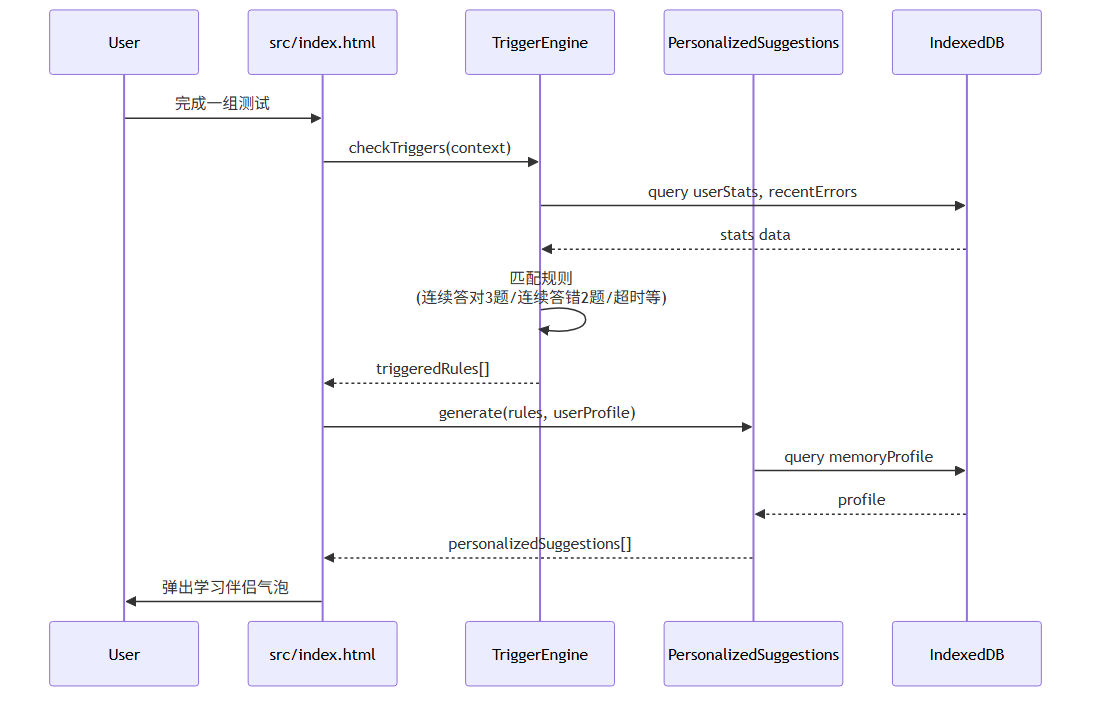 User
src/index.html
TriggerEngine
PersonalizedSuggestions
IndexedDB
完成一组测试
checkTriggers(context)
query userStats, recentErrors
stats data
匹配规则
(连续答对3题/连续答错2题/超时等)
triggeredRules[]
generate(rules, userProfile)
query memoryProfile
profile
personalizedSuggestions[]
弹出学习伴侣气泡
User
src/index.html
TriggerEngine
PersonalizedSuggestions
IndexedDB